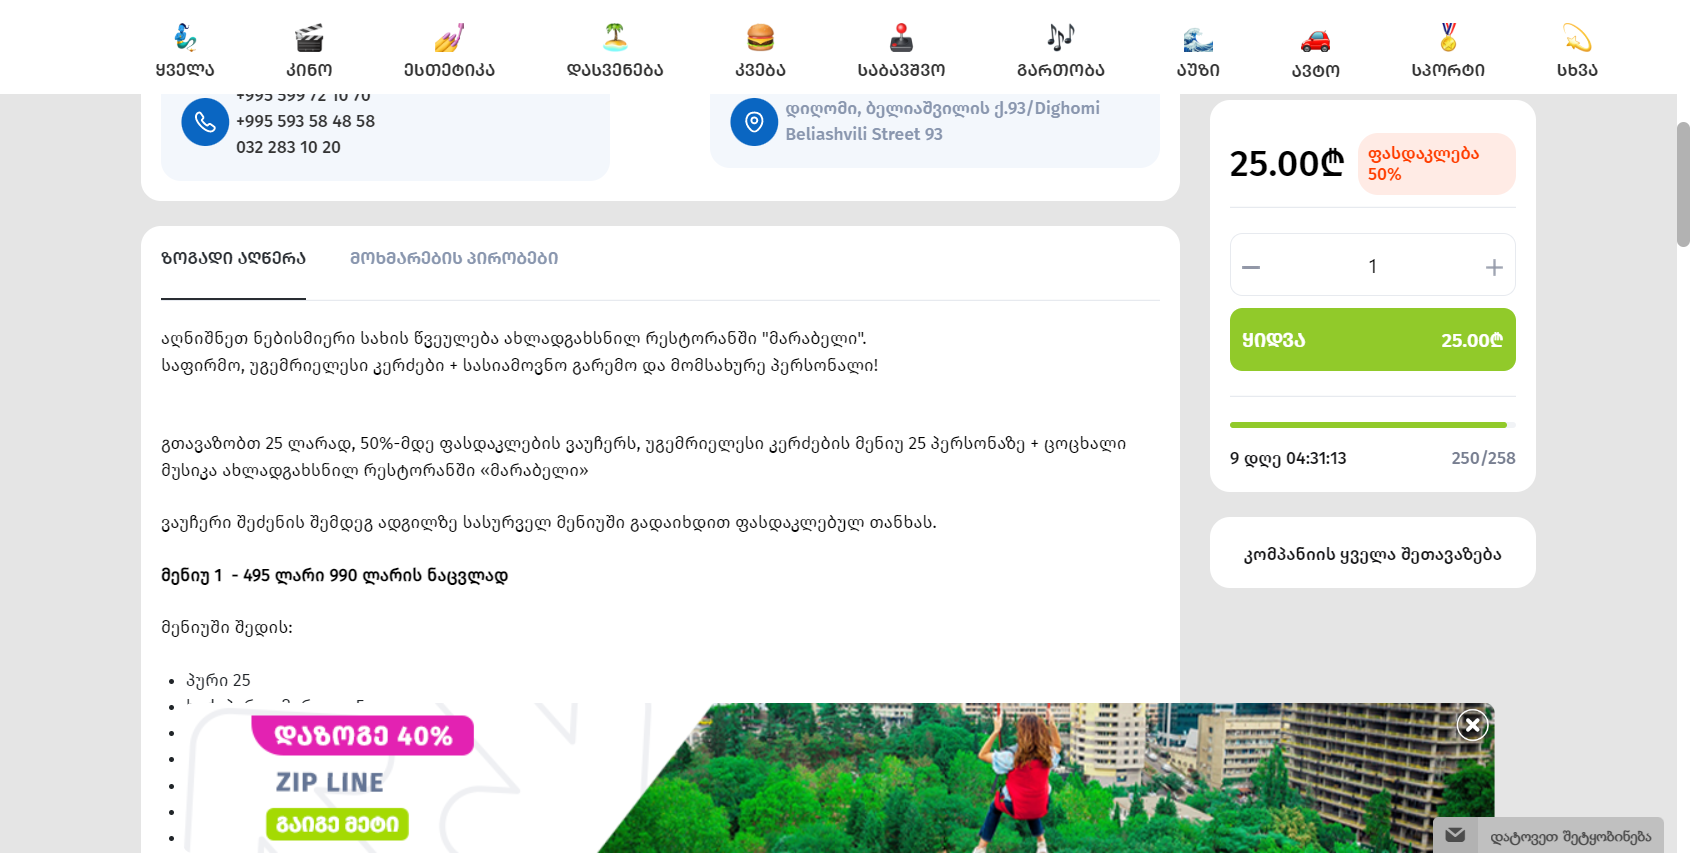 ყველა
კინო
ესთეტიკა
დასვენება
კვება
საბავშვო
გართობა
აუზი
ავტო
სპორტი
სხვა
+995 599 72 10 70
+995 593 58 48 58
032 283 10 20
დიღომი, ბელიაშვილის ქ.93/Dighomi
Beliashvili Street 93
25.00₾
ფასდაკლება
50%
1
ყიდვა 25.00₾
9 დღე 04:31:13
250/258
კომპანიის ყველა შეთავაზება
ზოგადი აღწერა
მოხმარების პირობები
აღნიშნეთ ნებისმიერი სახის წვეულება ახლადგახსნილ რესტორანში "მარაბელი".
საფირმო, უგემრიელესი კერძები + სასიამოვნო გარემო და მომსახურე პერსონალი!
გთავაზობთ 25 ლარად, 50%-მდე ფასდაკლების ვაუჩერს, უგემრიელესი კერძების მენიუ 25 პერსონაზე + ცოცხალი
მუსიკა ახლადგახსნილ რესტორანში «მარაბელი»
ვაუჩერი შეძენის შემდეგ ადგილზე სასურველ მენიუში გადაიხდით ფასდაკლებულ თანხას.
მენიუ 1 - 495 ლარი 990 ლარის ნაცვლად
მენიუში შედის:
პური 25
დაზოგე 40%
ZIP LINE
გაიგე მეტი
დატოვეთ შეტყობინება